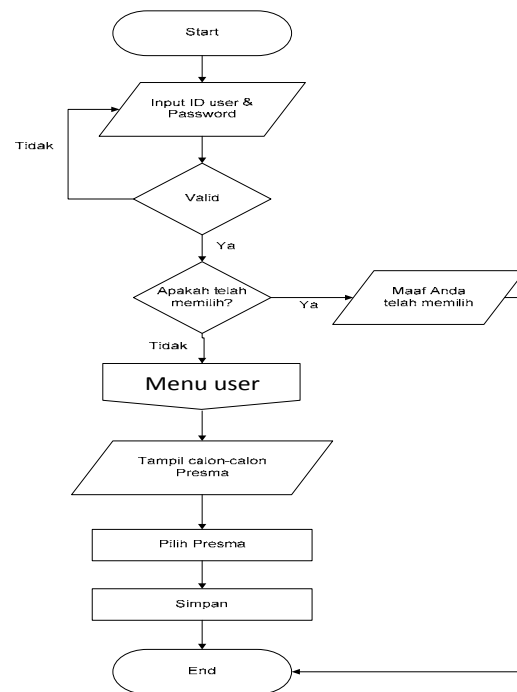 Start
Input ID user &
Password
Tidak
Valid
Ya
Apakah telah
memilih?
Ya
Maaf Anda
telah memilih
Tidak
Menu user
Tampil calon-calon
Presma
Pilih Presma
Simpan
End